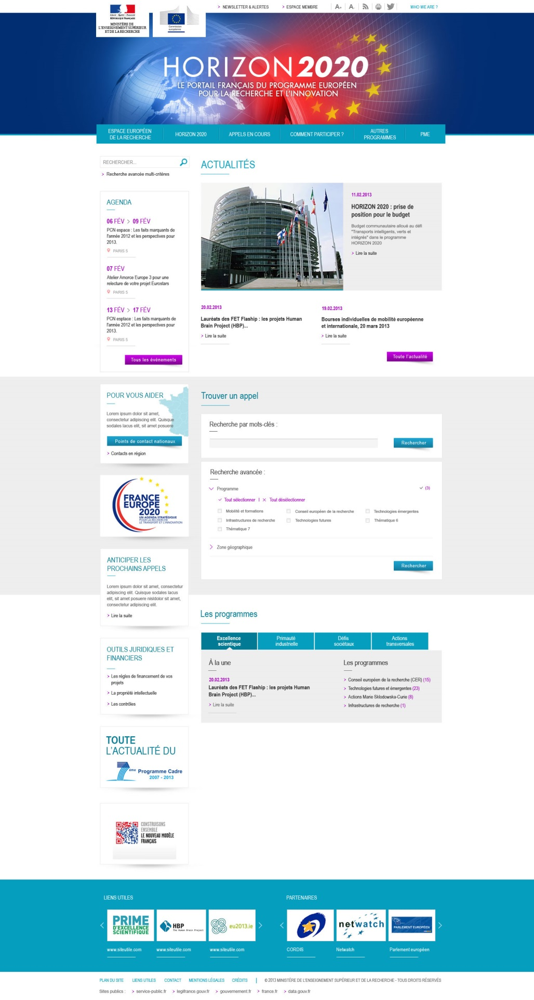 Liberté • Égalité • Fraternité
RÉPUBLIQUE FRANÇAISE
MINISTÈRE DE
L'ENSEIGNEMENT SUPÉRIEUR
ET DE LA RECHERCHE
Commission
européenne
NEWSLETTER & ALERTES
ESPACE MEMBRE
A+
A-
WHO WE ARE ?
HORIZON 2020
LE PORTAIL FRANÇAIS DU PROGRAMME EUROPÉEN
POUR LA RECHERCHE ET L'INNOVATION
ESPACE EUROPÉEN
DE LA RECHERCHE
HORIZON 2020
APPELS EN COURS
COMMENT PARTICIPER ?
AUTRES
PROGRAMMES
PME
RECHERCHER...
Recherche avancée multi-critères
AGENDA
06 FÉV > 09 FÉV
PCN espace : Les faits marquants de
l'année 2012 et les perspectives pour
2013.
PARIS 5
07 FÉV
Atelier Amorce Europe 3 pour une
relecture de votre projet Eurostars
PARIS 5
13 FÉV > 17 FÉV
PCN esptace : Les faits marquants de
l'année 2012 et les perspectives pour
2013.
PARIS 5
Tous les événements
ACTUALITÉS
11.02.2013
HORIZON 2020 : prise de
position pour le budget
Budget communautaire alloué au défi
"Transports intelligents, verts et
intégrés" dans le programme
HORIZON 2020
> Lire la suite
20.02.2013
Lauréats des FET Flaship : les projets Human
Brain Project (HBP)...
> Lire la suite
19.02.2013
Bourses individuelles de mobilité européenne
et internationale, 20 mars 2013
> Lire la suite
Toute l'actualité
POUR VOUS AIDER
Lorem ipsum dolor sit amet,
consectetur adipiscing elit. Quisque
sodales lacus elit, sit amet posuere
Points de contact nationaux
> Contacts en région
FRANCE
EUROPE
2020
UN AGENDA STRATÉGIQUE
POUR LA RECHERCHE
LE TRANSFERT ET L'INNOVATION
ANTICIPER LES
PROCHAINS APPELS
Lorem ipsum dolor sit amet, consectetur
adipiscing elit. Quisque sodales lacus
elit, sit amet posuere nisldolor sit amet,
consectetur adipiscing elit.
> Lire la suite
OUTILS JURIDIQUES ET
FINANCIERS
> Les règles de financement de vos
projets
> La propriété intellectuelle
> Les contrôles
TOUTE
L'ACTUALITÉ DU
7ème Programme Cadre
2007 - 2013
CONSTRUISONS
ENSEMBLE
LE NOUVEAU MODÈLE
FRANÇAIS
Trouver un appel
Recherche par mots-clés :
Rechercher
Recherche avancée :
Programme
(3)
Tout sélectionner | × Tout désélectionner
Mobilité et formations
Conseil européen de la recherche
Technologies émergentes
Infrastructures de recherche
Technologies futures
Thématique 6
Thématique 7
Zone géographique
Rechercher
Les programmes
Excellence
scientique
Primauté
industrielle
Défis
sociétaux
Actions
transversales
À la une
20.02.2013
Lauréats des FET Flaship : les projets Human
Brain Project (HBP)...
> Lire la suite
Les programmes
> Conseil européen de la recherche (CER) (15)
> Technologies futures et émergentes (23)
> Actions Marie Sklodowska-Curie (8)
> Infrastructures de recherche (1)
LIENS UTILES
PRIME
D'EXCELLENCE
SCIENTIFIQUE
HBP
The Human Brain Project
eu2013.ie
www.siteutile.com
www.siteutile.com
www.siteutile.com
PARTENAIRES
netwatch
PARLEMENT EUROPÉEN
CORDIS
Netwatch
Parlement européen
PLAN DU SITE
LIENS UTILES
CONTACT
MENTIONS LÉGALES
CRÉDITS
© 2013 MINISTÈRE DE L'ENSEIGNEMENT SUPÉRIEUR ET DE LA RECHERCHE - TOUS DROITS RÉSERVÉS
Sites publics : > service-public.fr > legifrance.gouv.fr > gouvernement.fr > france.fr > data.gouv.fr